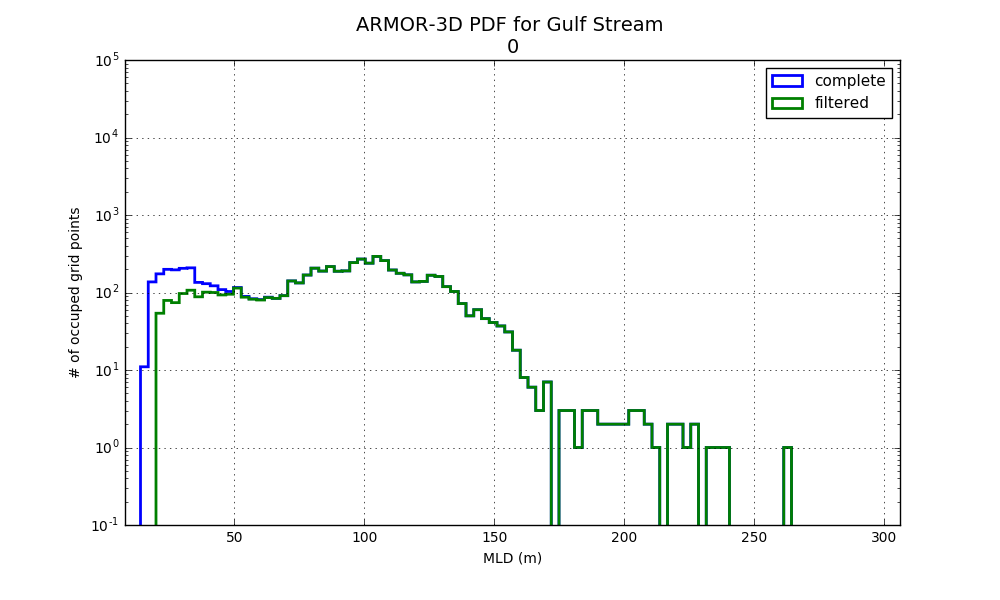 ARMOR-3D PDF for Gulf Stream
0
complete
filtered
10^5
10^4
10^3
10^2
10^1
10^0
10^-1
# of occuped grid points
50 100 150 200 250 300
MLD (m)